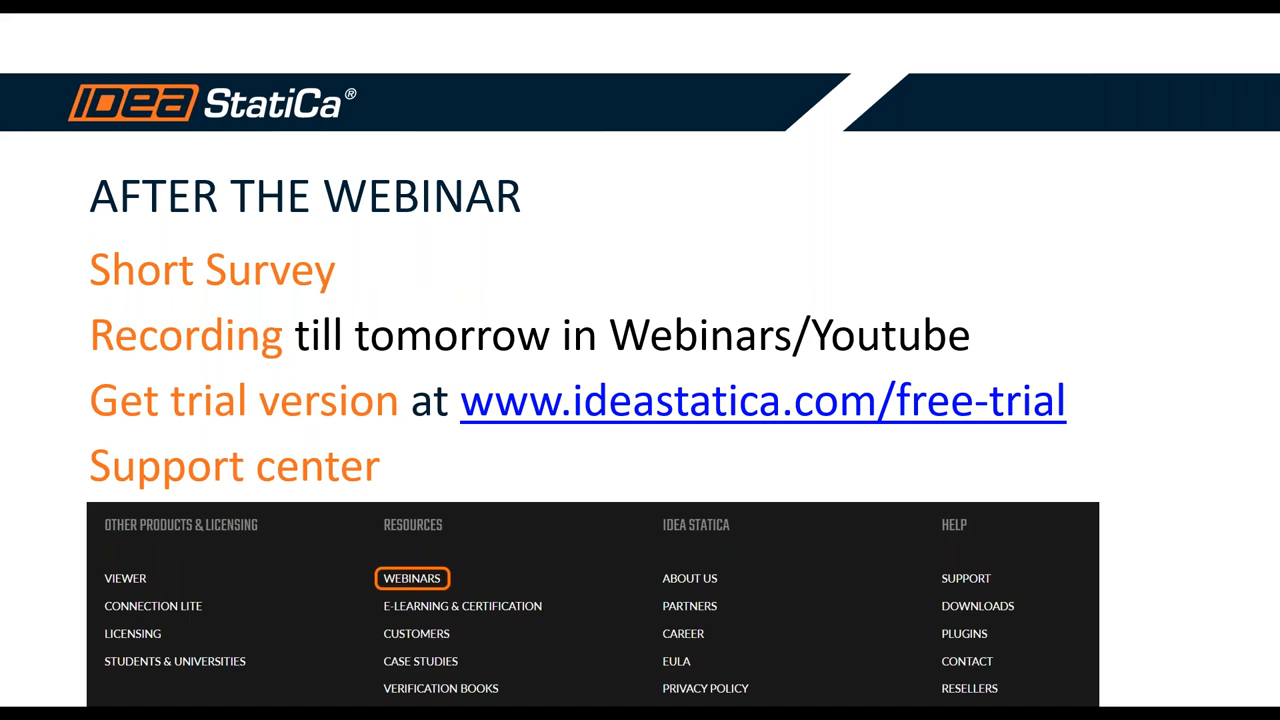 IDEA StatiCa®
AFTER THE WEBINAR
Short Survey
Recording till tomorrow in Webinars/Youtube
Get trial version at www.ideastatica.com/free-trial
Support center
OTHER PRODUCTS & LICENSING
VIEWER
CONNECTION LITE
LICENSING
STUDENTS & UNIVERSITIES
RESOURCES
WEBINARS
E-LEARNING & CERTIFICATION
CUSTOMERS
CASE STUDIES
VERIFICATION BOOKS
IDEA STATICA
ABOUT US
PARTNERS
CAREER
EULA
PRIVACY POLICY
HELP
SUPPORT
DOWNLOADS
PLUGINS
CONTACT
RESELLERS